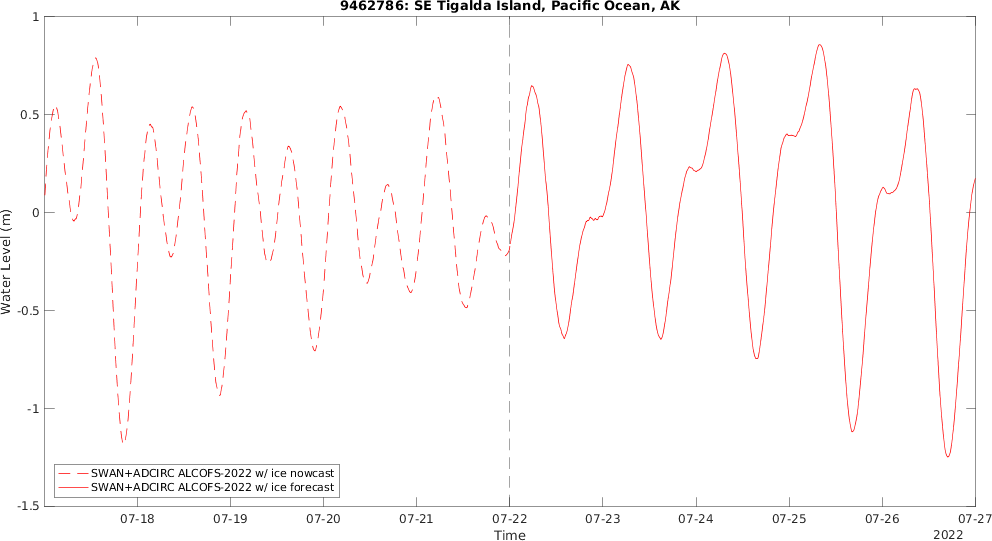 9462786: SE Tigalda Island, Pacific Ocean, AK
1
0.5
0
-0.5
-1
-1.5
Water Level (m)
SWAN+ADCIRC ALCOFS-2022 w/ ice nowcast
SWAN+ADCIRC ALCOFS-2022 w/ ice forecast
07-18 07-19 07-20 07-21 07-22 07-23 07-24 07-25 07-26 07-27
Time
2022